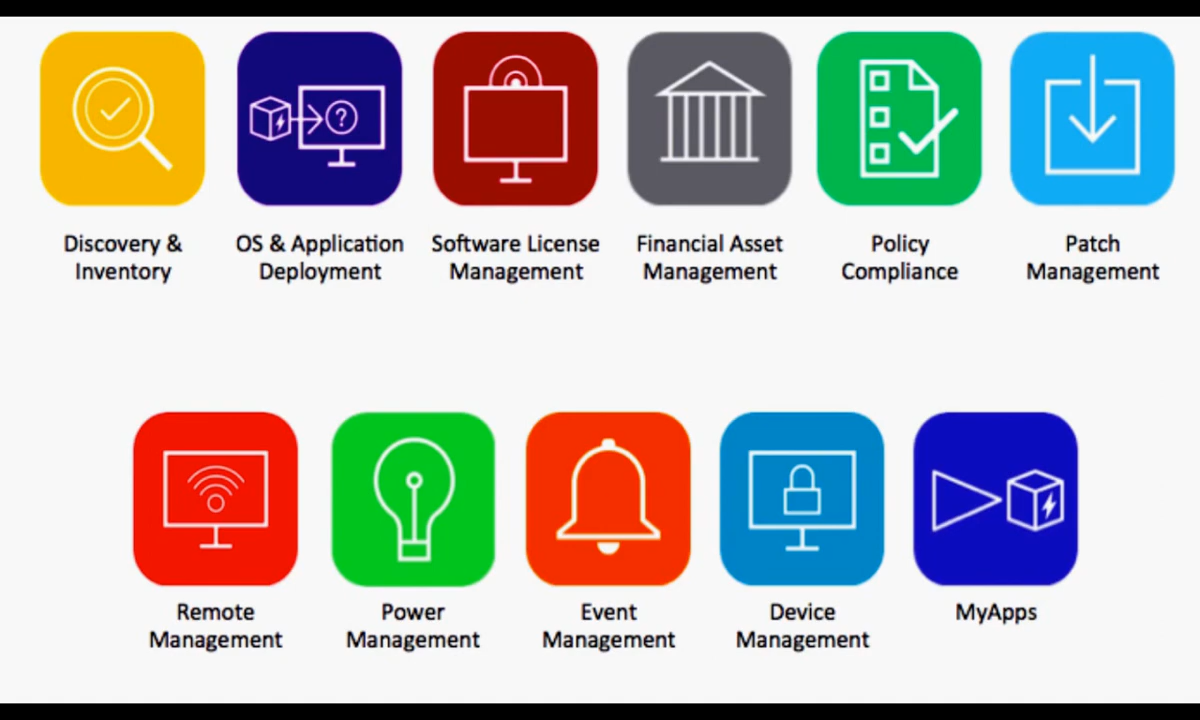 Discovery &
Inventory
OS & Application
Deployment
Software License
Management
Financial Asset
Management
Policy
Compliance
Patch
Management
?
Remote
Management
Power
Management
Event
Management
Device
Management
MyApps